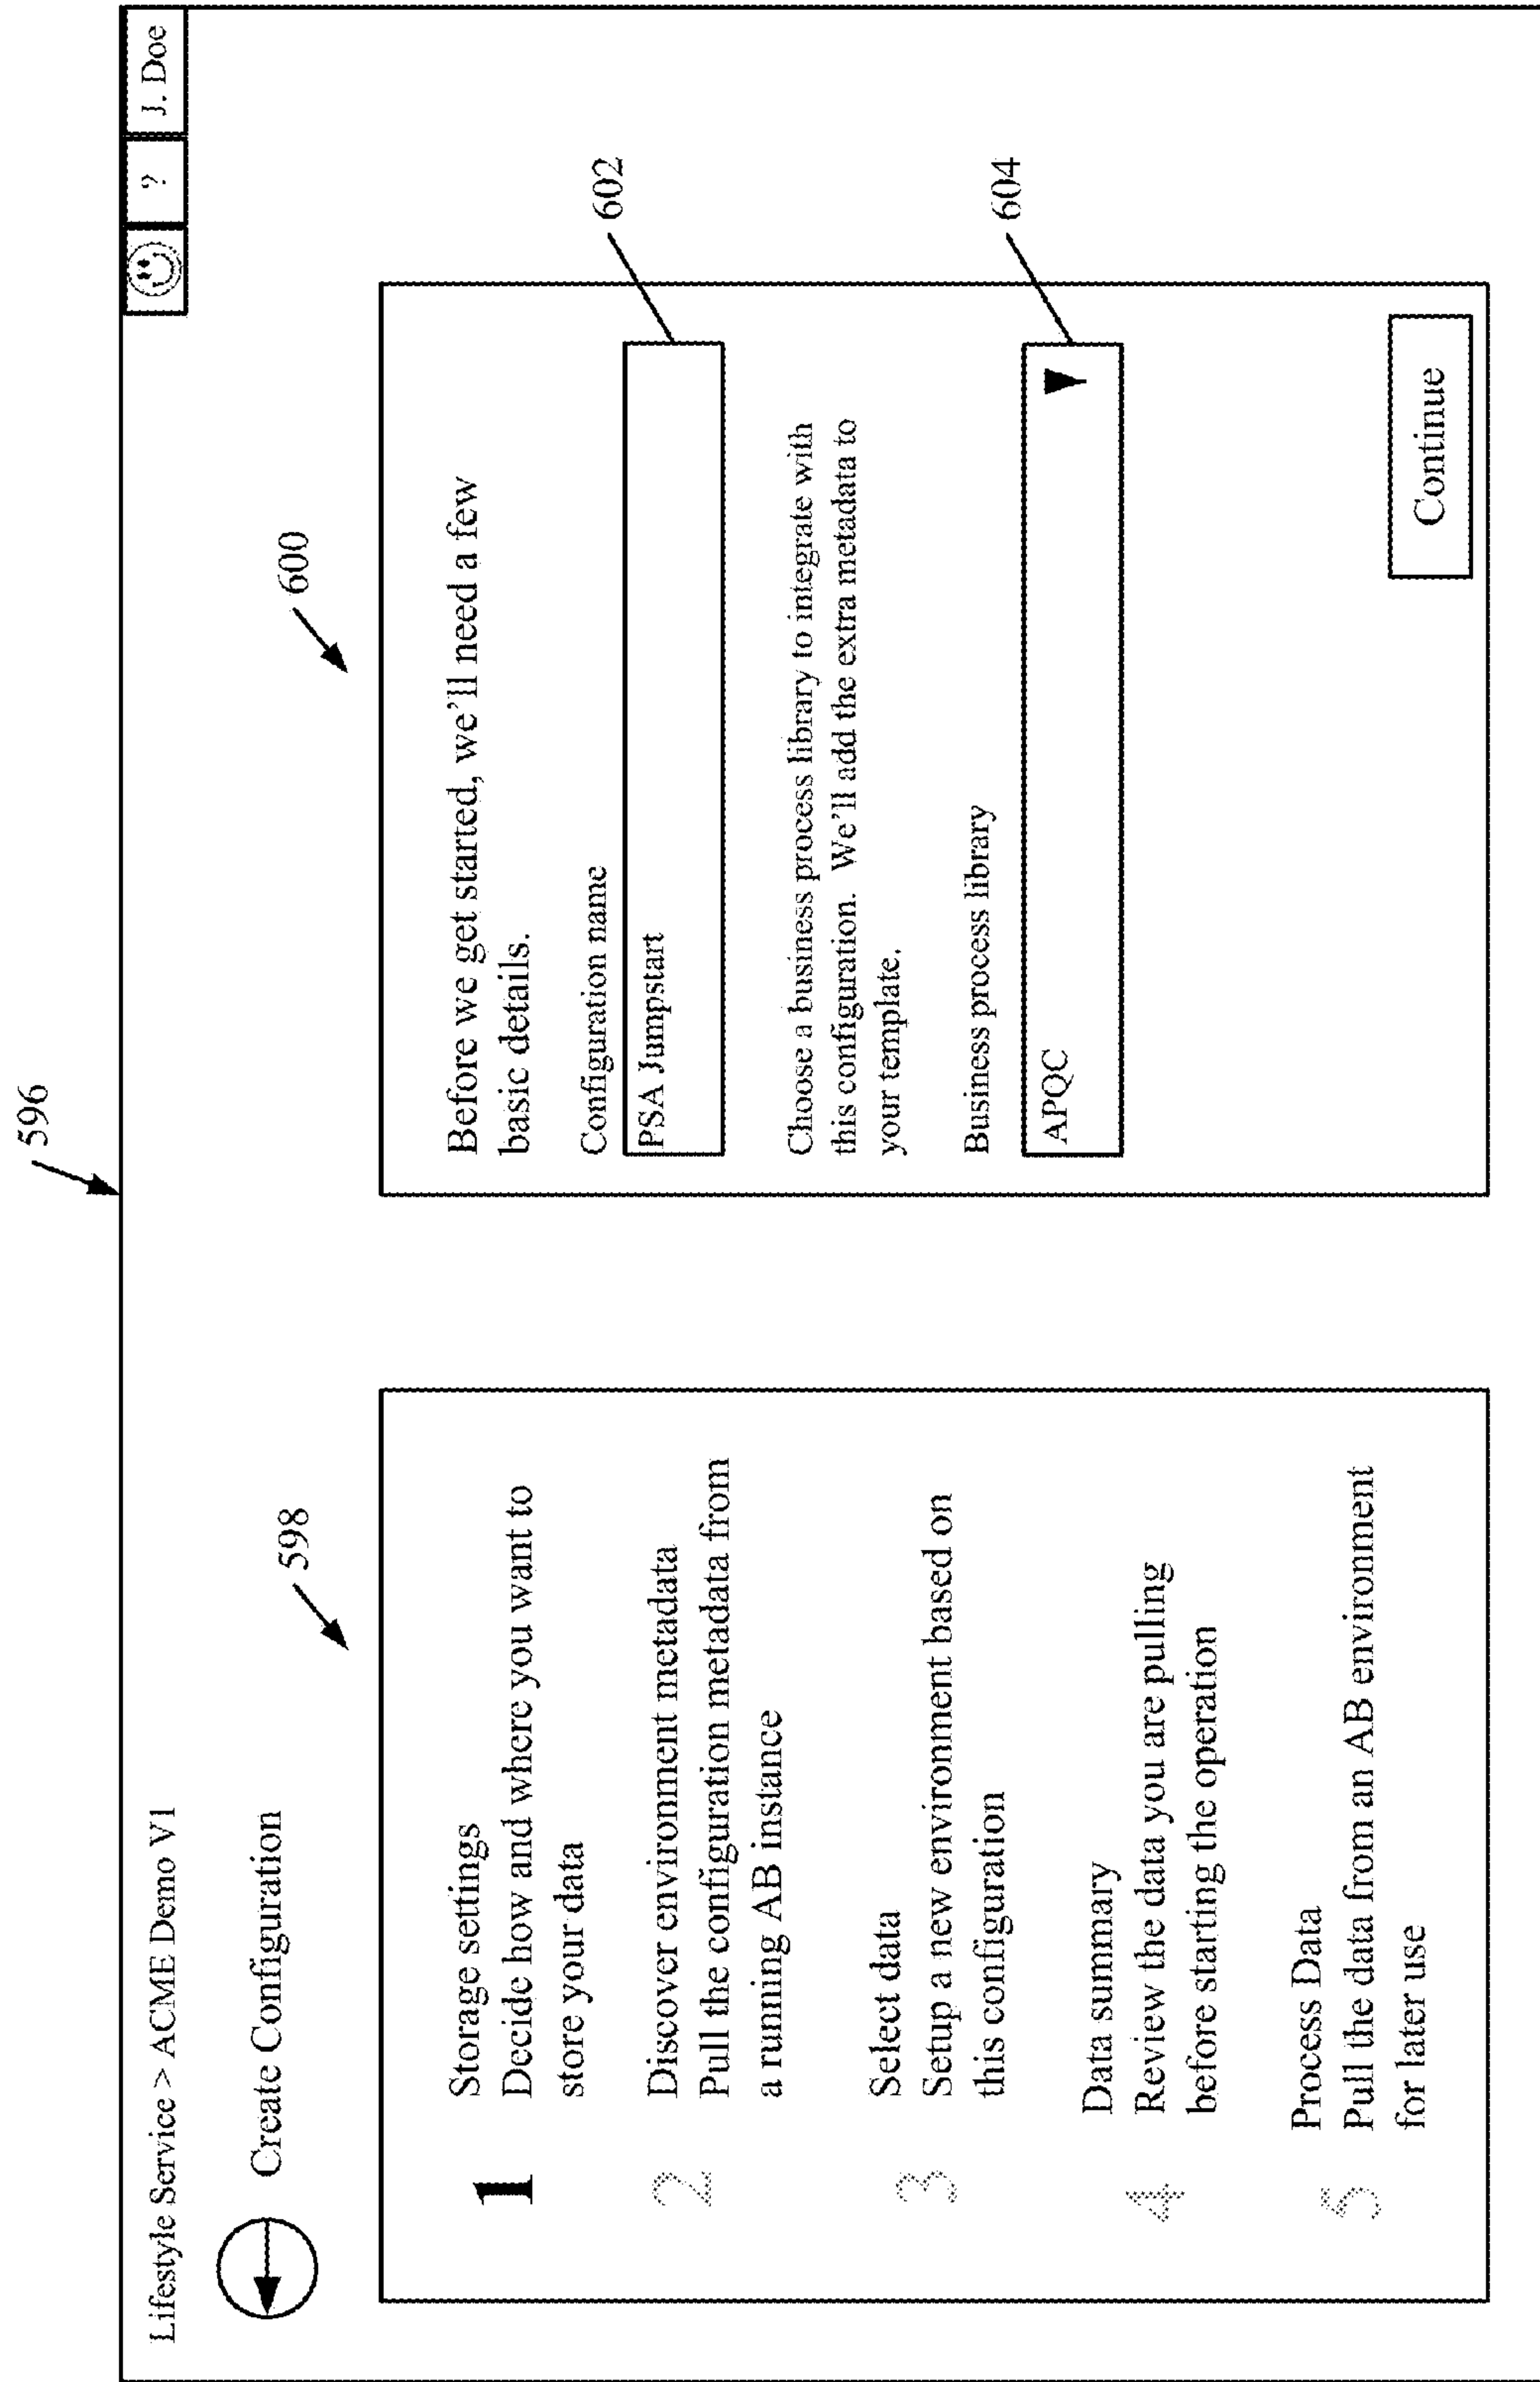 596
Lifestyle Service > ACME Demo V1
? J. Doe
Create Configuration
598
1 Storage settings
Decide how and where you want to
store your data
2 Discover environment metadata
Pull the configuration metadata from
a running AB instance
3 Select data
Setup a new environment based on
this configuration
4 Data summary
Review the data you are pulling
before starting the operation
5 Process Data
Pull the data from an AB environment
for later use
600
Before we get started, we'll need a few
basic details.
Configuration name
602
PSA Jumpstart
Choose a business process library to integrate with
this configuration. We'll add the extra metadata to
your template.
Business process library
604
APQC
Continue